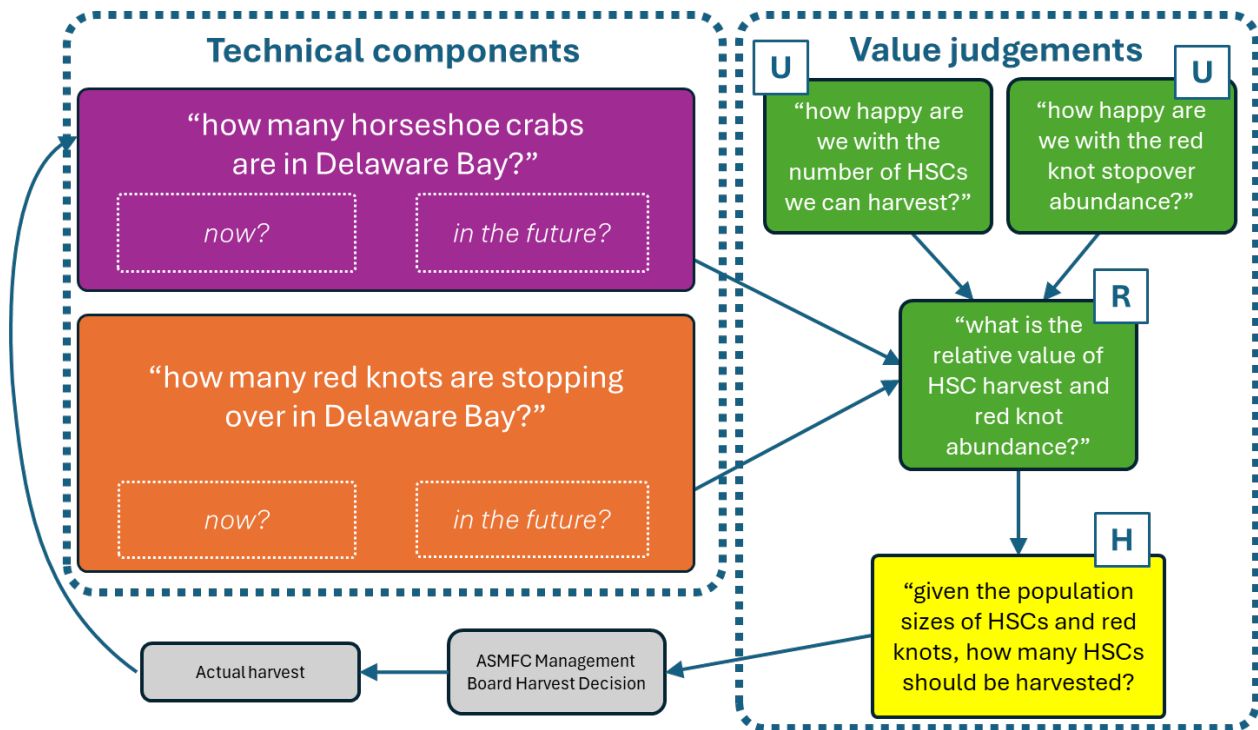 Technical components
“how many horseshoe crabs
are in Delaware Bay?”
now?
in the future?
“how many red knots are stopping
over in Delaware Bay?”
now?
in the future?
Value judgements
U
“how happy are
we with the
number of HSCs
we can harvest?”
U
“how happy are
we with the red
knot stopover
abundance?”
R
“what is the
relative value of
HSC harvest and
red knot
abundance?”
H
“given the population
sizes of HSCs and red
knots, how many HSCs
should be harvested?
ASMFC Management
Board Harvest Decision
Actual harvest